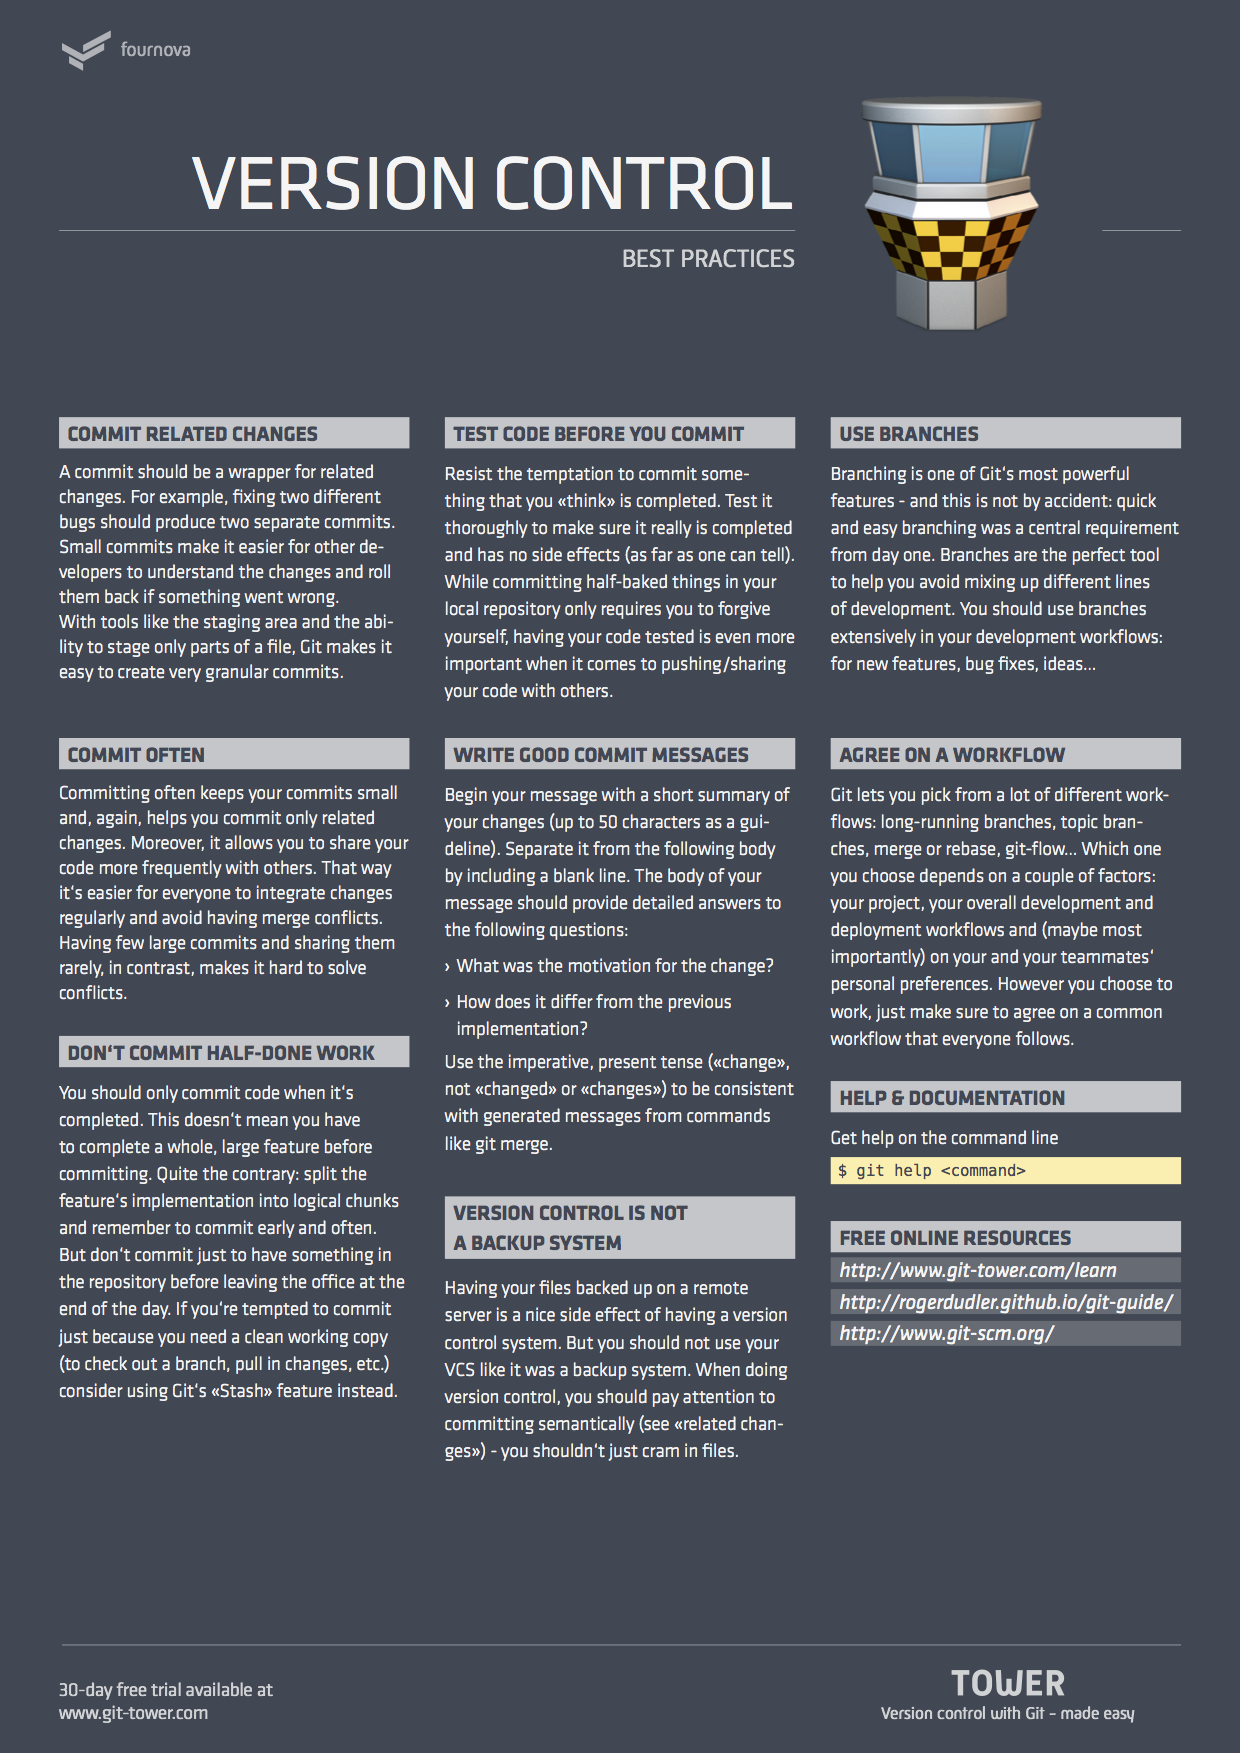 fournova
VERSION CONTROL
BEST PRACTICES
COMMIT RELATED CHANGES
A commit should be a wrapper for related
changes. For example, fixing two different
bugs should produce two separate commits.
Small commits make it easier for other de-
velopers to understand the changes and roll
them back if something went wrong.
With tools like the staging area and the abi-
lity to stage only parts of a file, Git makes it
easy to create very granular commits.
COMMIT OFTEN
Committing often keeps your commits small
and, again, helps you commit only related
changes. Moreover, it allows you to share your
code more frequently with others. That way
it‘s easier for everyone to integrate changes
regularly and avoid having merge conflicts.
Having few large commits and sharing them
rarely, in contrast, makes it hard to solve
conflicts.
DON‘T COMMIT HALF-DONE WORK
You should only commit code when it‘s
completed. This doesn‘t mean you have
to complete a whole, large feature before
committing. Quite the contrary: split the
feature‘s implementation into logical chunks
and remember to commit early and often.
But don‘t commit just to have something in
the repository before leaving the office at the
end of the day. If you‘re tempted to commit
just because you need a clean working copy
(to check out a branch, pull in changes, etc.)
consider using Git‘s «Stash» feature instead.
TEST CODE BEFORE YOU COMMIT
Resist the temptation to commit some-
thing that you «think» is completed. Test it
thoroughly to make sure it really is completed
and has no side effects (as far as one can tell).
While committing half-baked things in your
local repository only requires you to forgive
yourself, having your code tested is even more
important when it comes to pushing/sharing
your code with others.
WRITE GOOD COMMIT MESSAGES
Begin your message with a short summary of
your changes (up to 50 characters as a gui-
deline). Separate it from the following body
by including a blank line. The body of your
message should provide detailed answers to
the following questions:
› What was the motivation for the change?
› How does it differ from the previous
implementation?
Use the imperative, present tense («change»,
not «changed» or «changes») to be consistent
with generated messages from commands
like git merge.
VERSION CONTROL IS NOT
A BACKUP SYSTEM
Having your files backed up on a remote
server is a nice side effect of having a version
control system. But you should not use your
VCS like it was a backup system. When doing
version control, you should pay attention to
committing semantically (see «related chan-
ges») - you shouldn‘t just cram in files.
USE BRANCHES
Branching is one of Git‘s most powerful
features - and this is not by accident: quick
and easy branching was a central requirement
from day one. Branches are the perfect tool
to help you avoid mixing up different lines
of development. You should use branches
extensively in your development workflows:
for new features, bug fixes, ideas...
AGREE ON A WORKFLOW
Git lets you pick from a lot of different work-
flows: long-running branches, topic bran-
ches, merge or rebase, git-flow... Which one
you choose depends on a couple of factors:
your project, your overall development and
deployment workflows and (maybe most
importantly) on your and your teammates‘
personal preferences. However you choose to
work, just make sure to agree on a common
workflow that everyone follows.
HELP & DOCUMENTATION
Get help on the command line
$ git help <command>
FREE ONLINE RESOURCES
http://www.git-tower.com/learn
http://rogerdudler.github.io/git-guide/
http://www.git-scm.org/
30-day free trial available at
www.git-tower.com
TOWER
Version control with Git - made easy